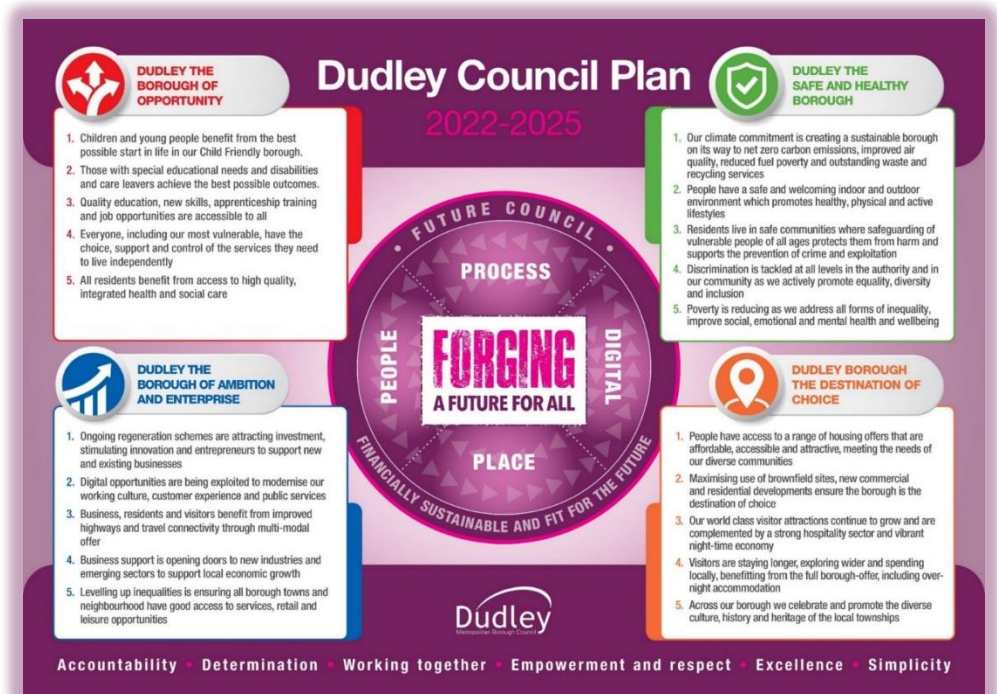 Dudley Council Plan
2022-2025
DUDLEY THE
BOROUGH OF
OPPORTUNITY
1. Children and young people benefit from the best
possible start in life in our Child Friendly borough.
2. Those with special educational needs and disabilities
and care leavers achieve the best possible outcomes.
3. Quality education, new skills, apprenticeship training
and job opportunities are accessible to all
4. Everyone, including our most vulnerable, have the
choice, support and control of the services they need
to live independently
5. All residents benefit from access to high quality,
integrated health and social care
DUDLEY THE
SAFE AND HEALTHY
BOROUGH
1. Our climate commitment is creating a sustainable borough
on its way to net zero carbon emissions, improved air
quality, reduced fuel poverty and outstanding waste and
recycling services
2. People have a safe and welcoming indoor and outdoor
environment which promotes healthy, physical and active
lifestyles
3. Residents live in safe communities where safeguarding of
vulnerable people of all ages protects them from harm and
supports the prevention of crime and exploitation
4. Discrimination is tackled at all levels in the authority and in
our community as we actively promote equality, diversity
and inclusion
5. Poverty is reducing as we address all forms of inequality,
improve social, emotional and mental health and wellbeing
• FUTURE COUNCIL •
PROCESS
PEOPLE
FORGING
A FUTURE FOR ALL
DIGITAL
PLACE
FINANCIALLY SUSTAINABLE AND FIT FOR THE FUTURE
DUDLEY THE
BOROUGH OF AMBITION
AND ENTERPRISE
1. Ongoing regeneration schemes are attracting investment,
stimulating innovation and entrepreneurs to support new
and existing businesses
2. Digital opportunities are being exploited to modernise our
working culture, customer experience and public services
3. Business, residents and visitors benefit from improved
highways and travel connectivity through multi-modal
offer
4. Business support is opening doors to new industries and
emerging sectors to support local economic growth
5. Levelling up inequalities is ensuring all borough towns and
neighbourhood have good access to services, retail and
leisure opportunities
DUDLEY BOROUGH
THE DESTINATION OF
CHOICE
1. People have access to a range of housing offers that are
affordable, accessible and attractive, meeting the needs of
our diverse communities
2. Maximising use of brownfield sites, new commercial
and residential developments ensure the borough is the
destination of choice
3. Our world class visitor attractions continue to grow and are
complemented by a strong hospitality sector and vibrant
night-time economy
4. Visitors are staying longer, exploring wider and spending
locally, benefitting from the full borough-offer, including over-
night accommodation
5. Across our borough we celebrate and promote the diverse
culture, history and heritage of the local townships
Dudley
Metropolitan Borough Council
Accountability • Determination • Working together • Empowerment and respect • Excellence • Simplicity